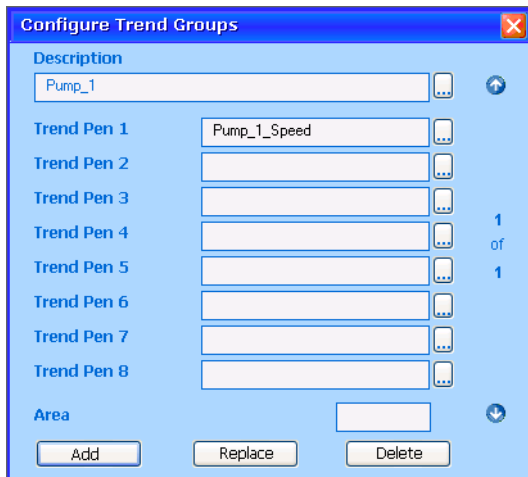 Configure Trend Groups
Description
Pump_1 ...
Trend Pen 1 Pump_1_Speed ...
Trend Pen 2 ...
Trend Pen 3 ...
Trend Pen 4 ...
1
of
1
Trend Pen 5 ...
Trend Pen 6 ...
Trend Pen 7 ...
Trend Pen 8 ...
Area
Add Replace Delete